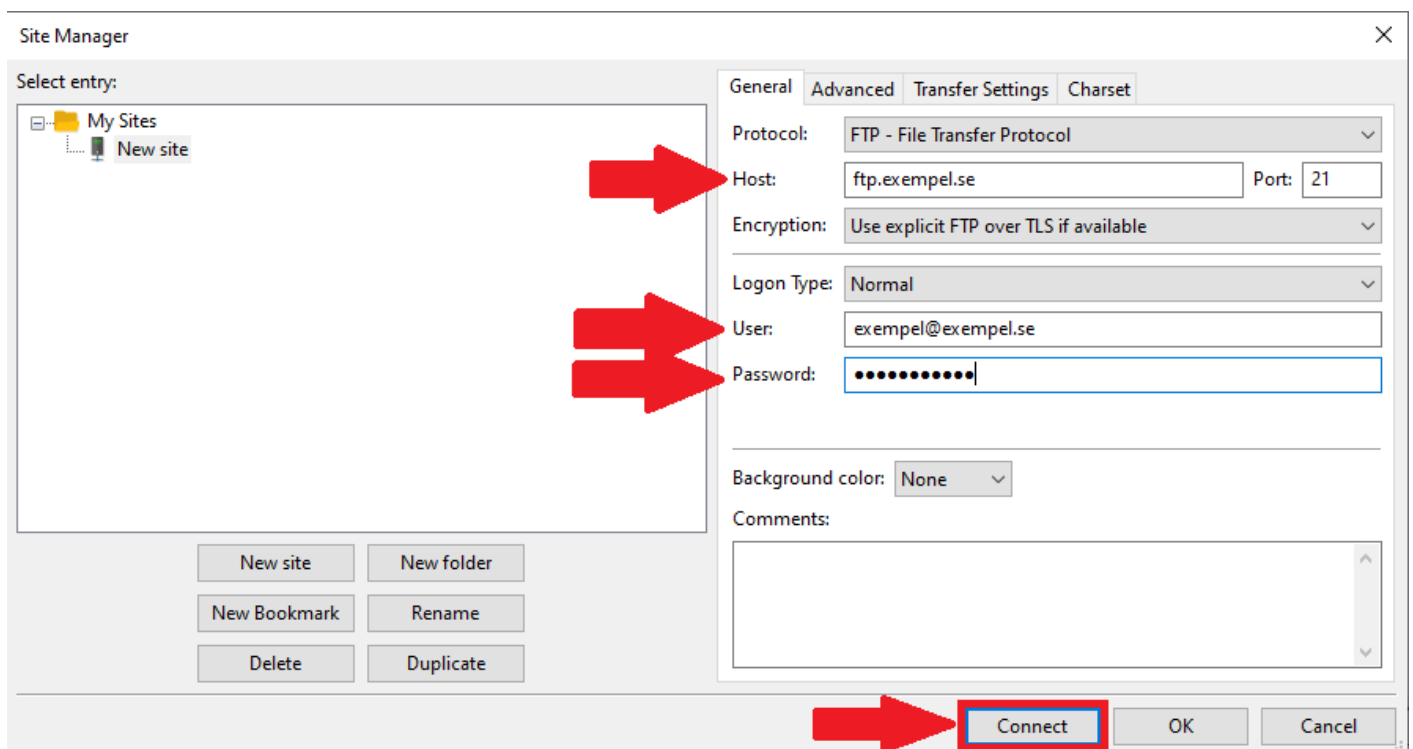 Site Manager
Select entry:
My Sites
New site
New site New folder
New Bookmark Rename
Delete Duplicate
General Advanced Transfer Settings Charset
Protocol: FTP - File Transfer Protocol
Host: ftp.exempel.se Port: 21
Encryption: Use explicit FTP over TLS if available
Logon Type: Normal
User: exempel@exempel.se
Password: ●●●●●●●●●●●
Background color: None
Comments:
Connect OK Cancel